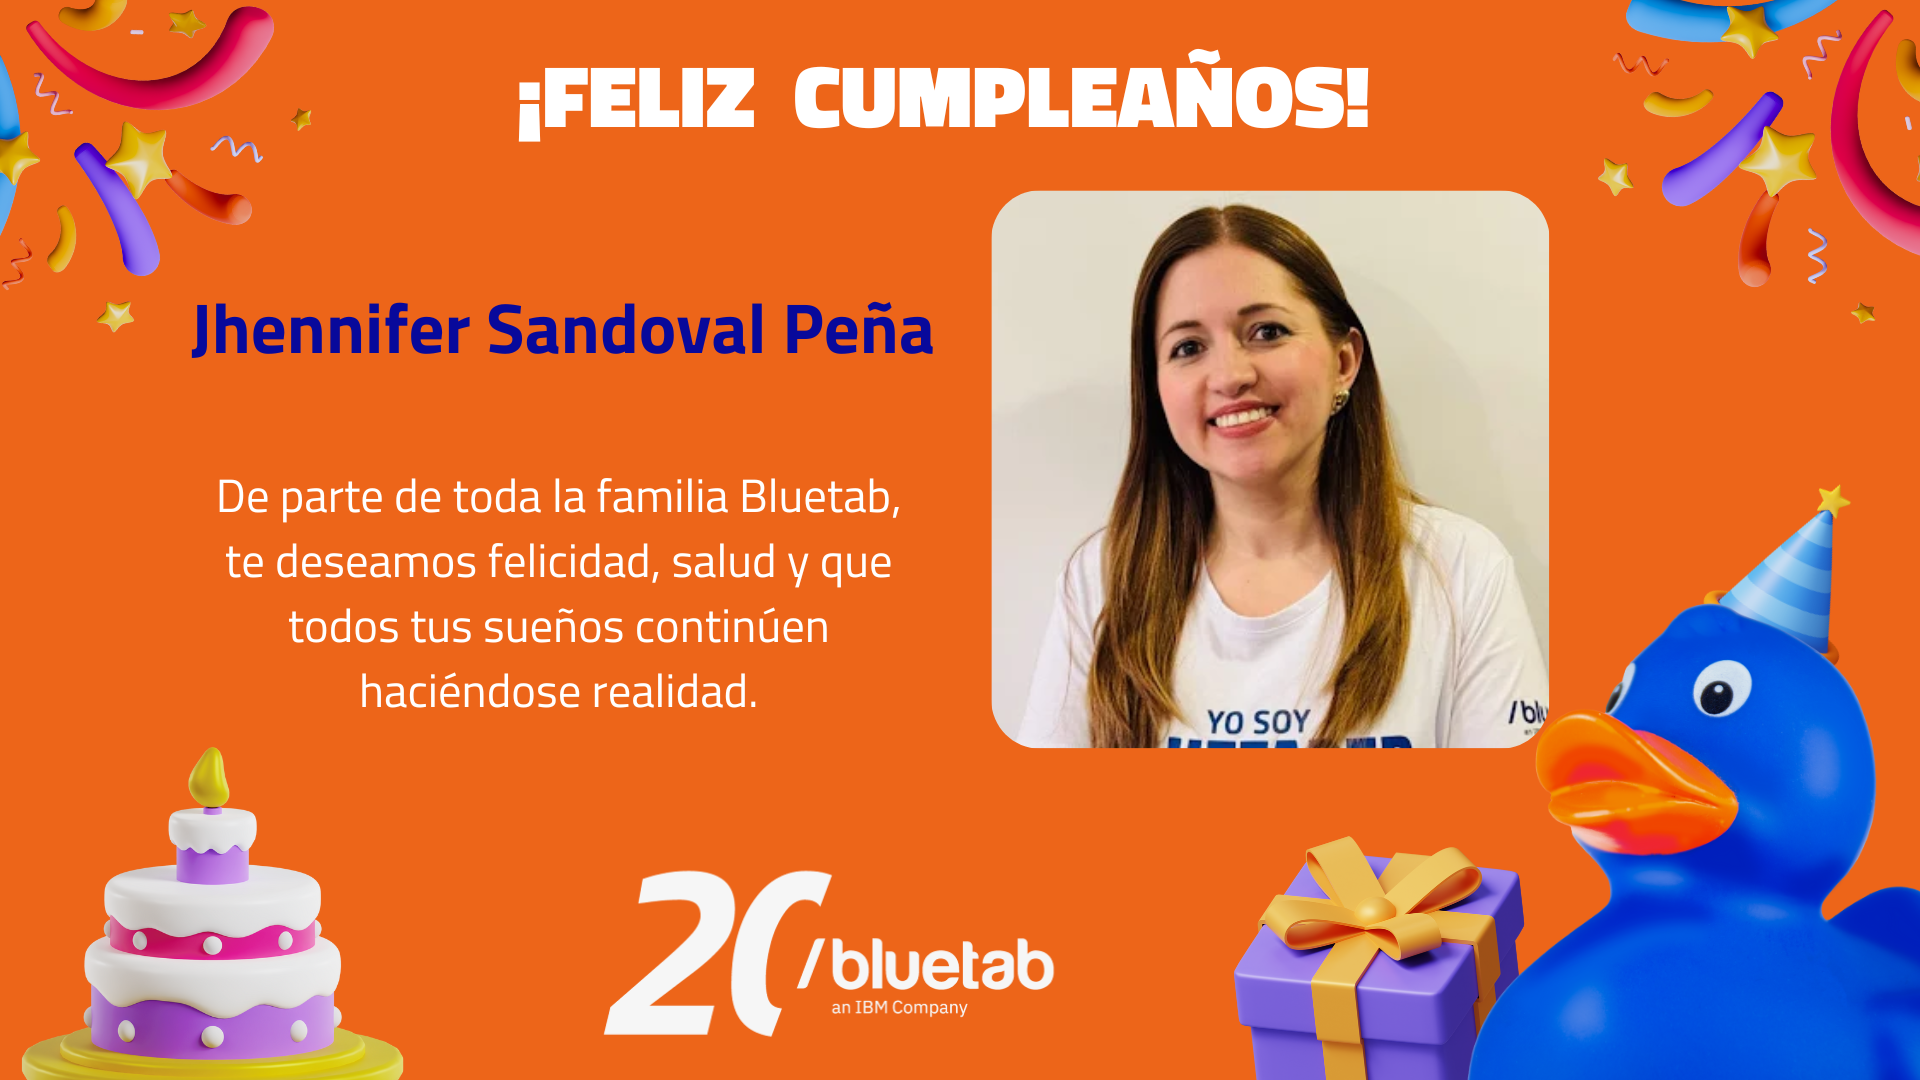 ¡FELIZ CUMPLEAÑOS!
Jhennifer Sandoval Peña
De parte de toda la familia Bluetab,
te deseamos felicidad, salud y que
todos tus sueños continúen
haciéndose realidad.
YO SOY
/blu
20 /bluetab
an IBM Company